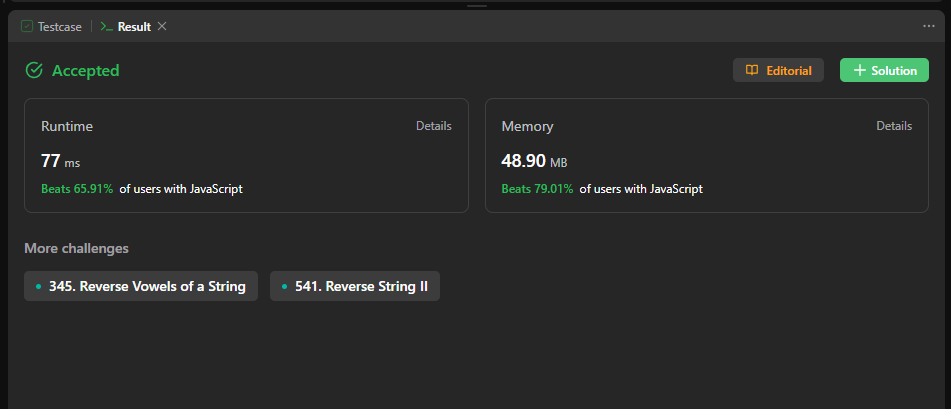 Testcase Result
Accepted Editorial Solution
Runtime Details Memory Details
77 ms 48.90 MB
Beats 65.91% of users with JavaScript Beats 79.01% of users with JavaScript
More challenges
345. Reverse Vowels of a String 541. Reverse String II